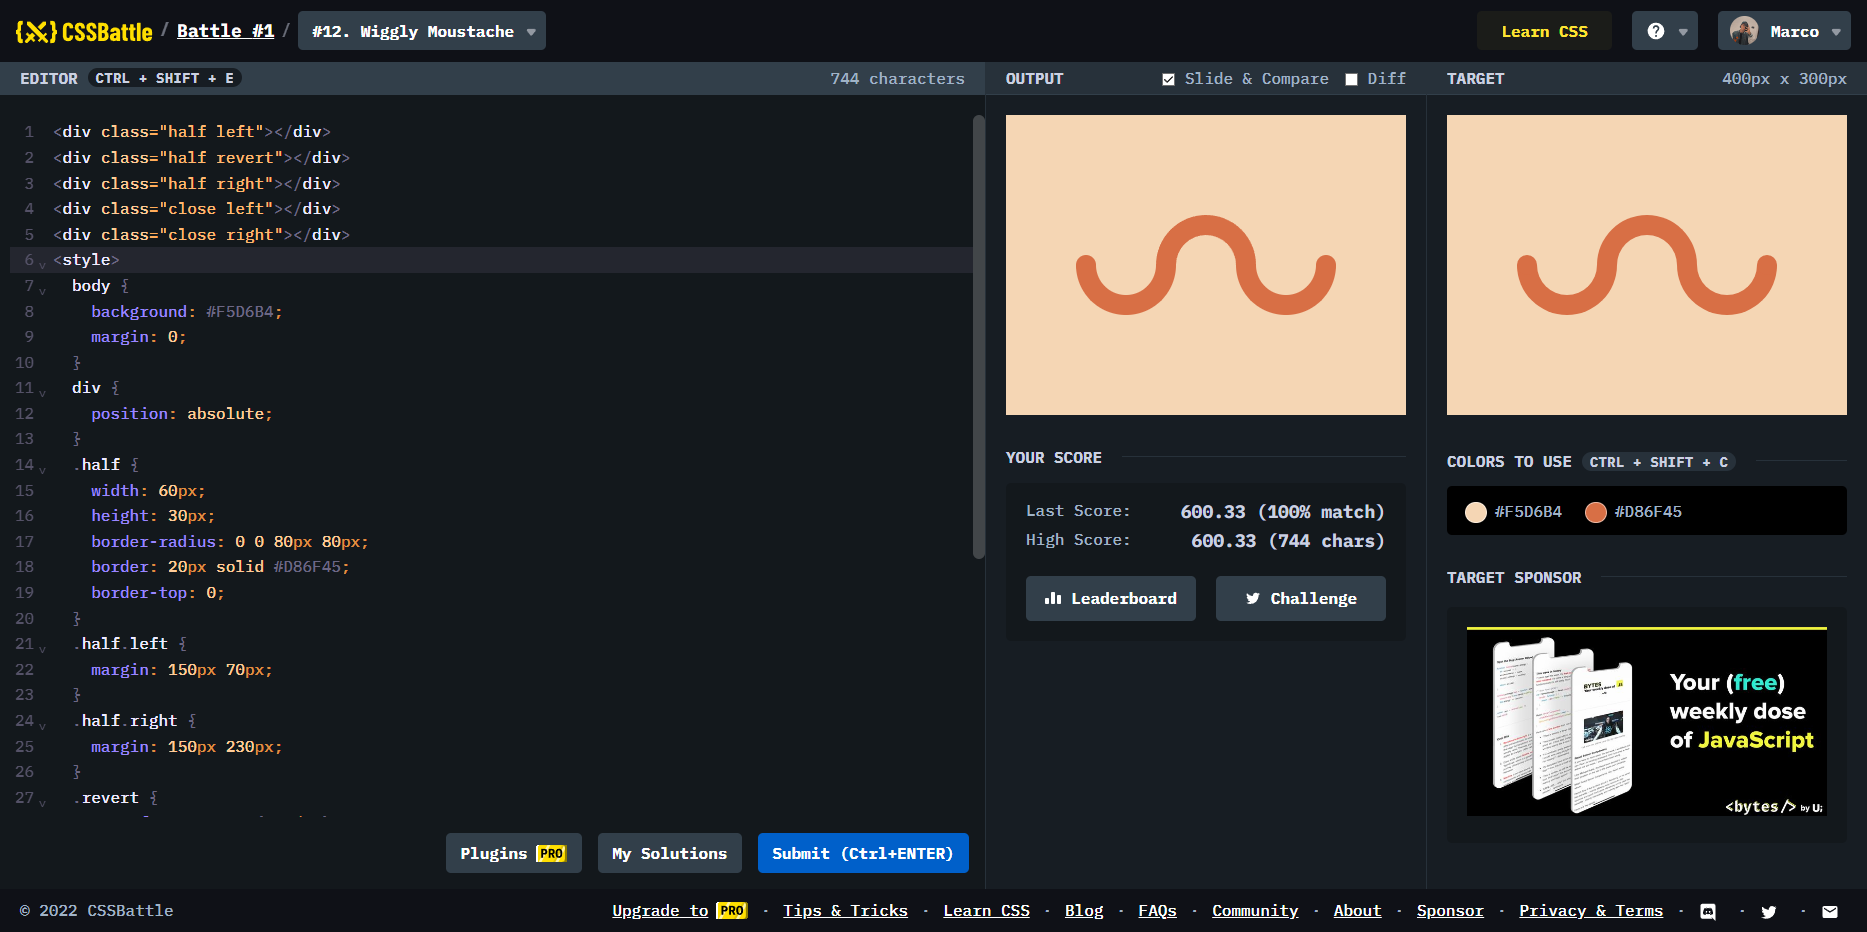 {X} CSSBattle / Battle #1 / #12. Wiggly Moustache
Learn CSS
?
Marco
EDITOR CTRL + SHIFT + E 744 characters
1 <div class="half left"></div>
2 <div class="half revert"></div>
3 <div class="half right"></div>
4 <div class="close left"></div>
5 <div class="close right"></div>
6 <style>
7 body {
8 background: #F5D6B4;
9 margin: 0;
10 }
11 div {
12 position: absolute;
13 }
14 .half {
15 width: 60px;
16 height: 30px;
17 border-radius: 0 0 80px 80px;
18 border: 20px solid #D86F45;
19 border-top: 0;
20 }
21 .half.left {
22 margin: 150px 70px;
23 }
24 .half.right {
25 margin: 150px 230px;
26 }
27 .revert {
Plugins PRO
My Solutions
Submit (Ctrl+ENTER)
OUTPUT Slide & Compare Diff
YOUR SCORE
Last Score: 600.33 (100% match)
High Score: 600.33 (744 chars)
Leaderboard
Challenge
TARGET 400px x 300px
COLORS TO USE CTRL + SHIFT + C
#F5D6B4 #D86F45
TARGET SPONSOR
BYTES
Your (free)
weekly dose
of JavaScript
<bytes/> by U;
© 2022 CSSBattle
Upgrade to PRO · Tips & Tricks · Learn CSS · Blog · FAQs · Community · About · Sponsor · Privacy & Terms · · ·